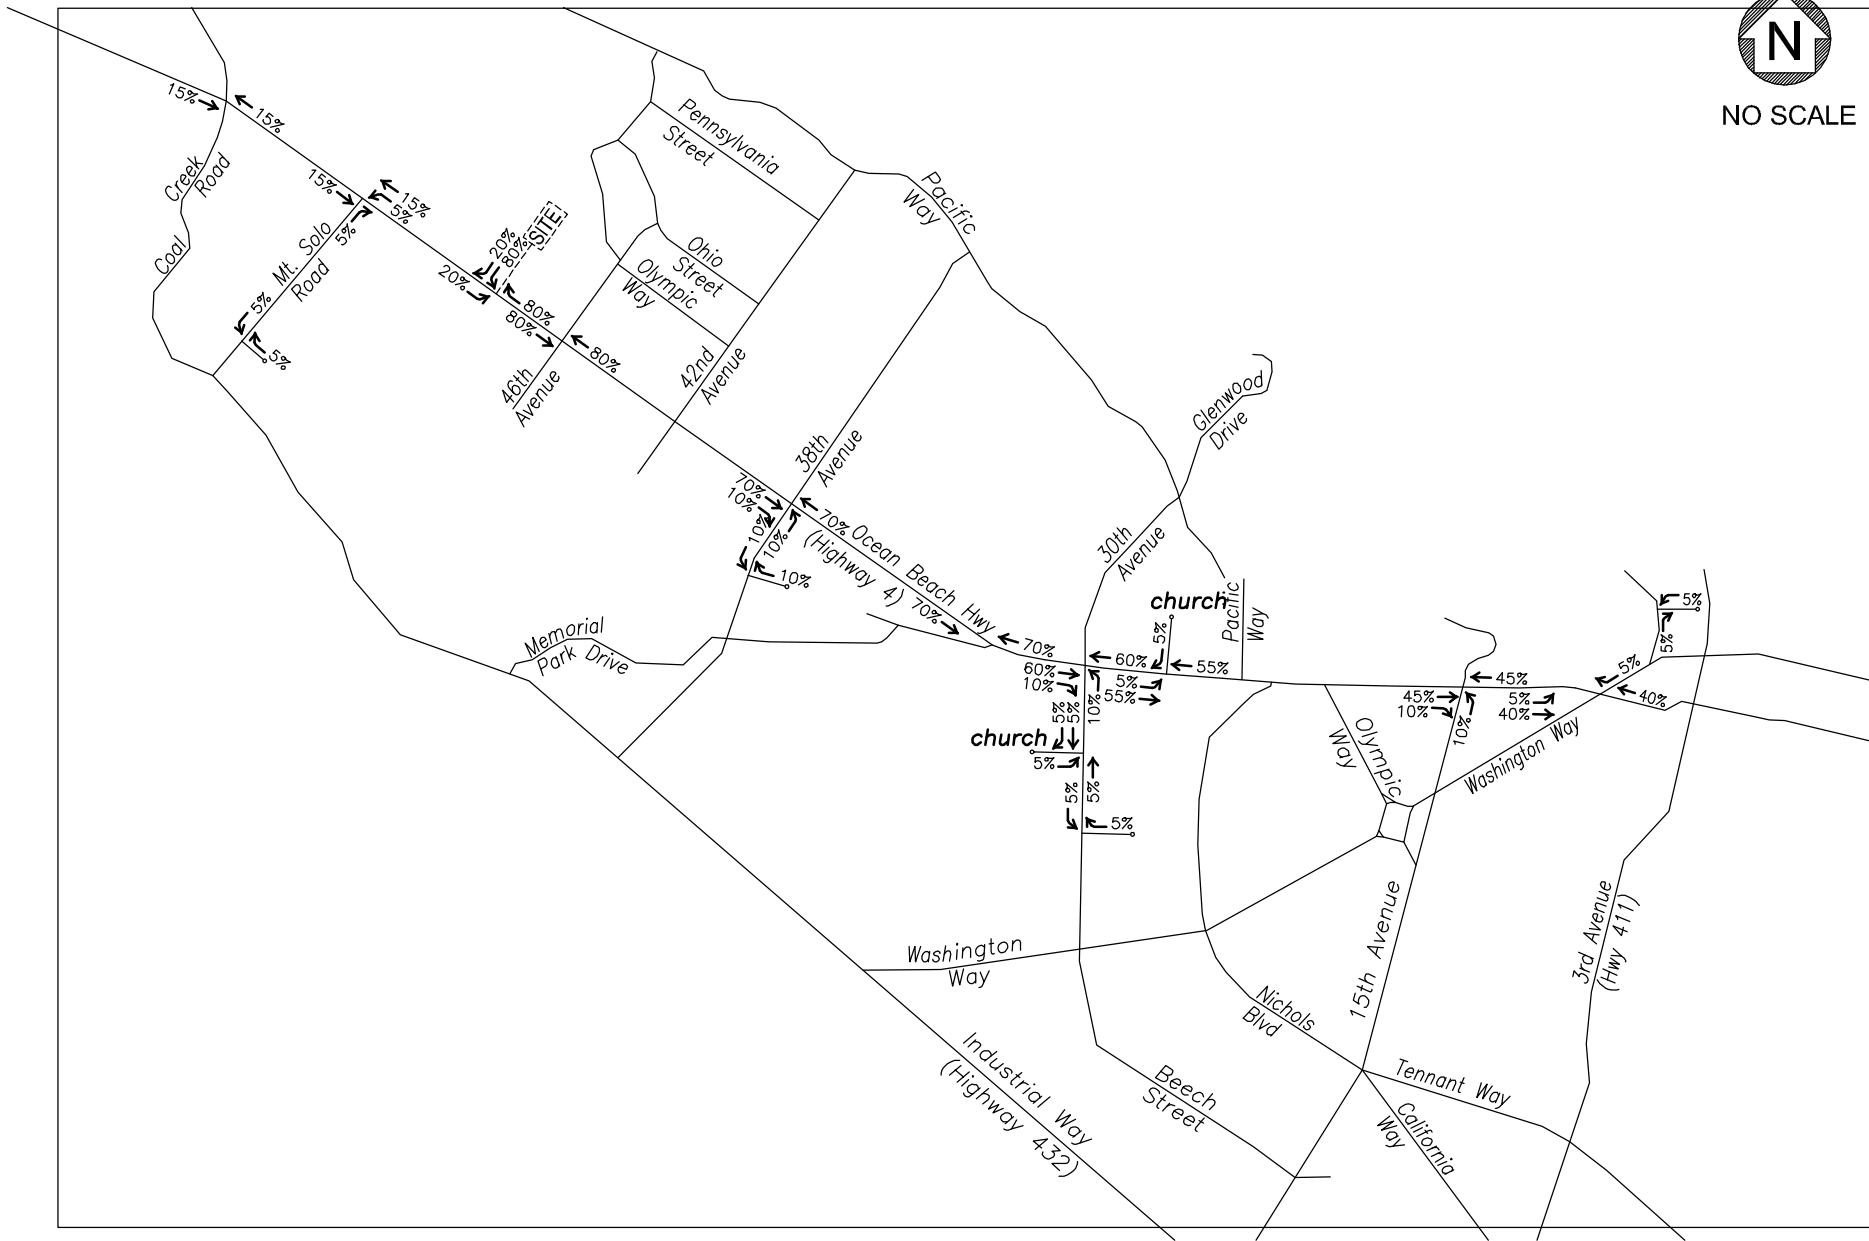 N
NO SCALE
15%
15%
Creek
Road
Coal
15%
15%
5%
5%
Mt. Solo
Road
5%
5%
Pennsylvania
Street
Pacific
Way
SITE
20%
80%
20%
80%
80%
80%
Ohio
Street
Olympic
Way
46th
Avenue
42nd
Avenue
38th
Avenue
Glenwood
Drive
30th
Avenue
70%
10%
70%
10%
10%
10%
Ocean Beach Hwy
(Highway 4)
70%
70%
Memorial
Park Drive
church
5%
Pacific
Way
60%
55%
60%
10%
5%
55%
10%
5%
5%
church
5%
5%
5%
5%
45%
45%
10%
10%
5%
40%
5%
40%
5%
5%
Olympic
Way
Washington Way
15th Avenue
3rd Avenue
(Hwy 411)
Washington
Way
Nichols
Blvd
Industrial Way
(Highway 432)
Beech
Street
Tennant Way
California
Way